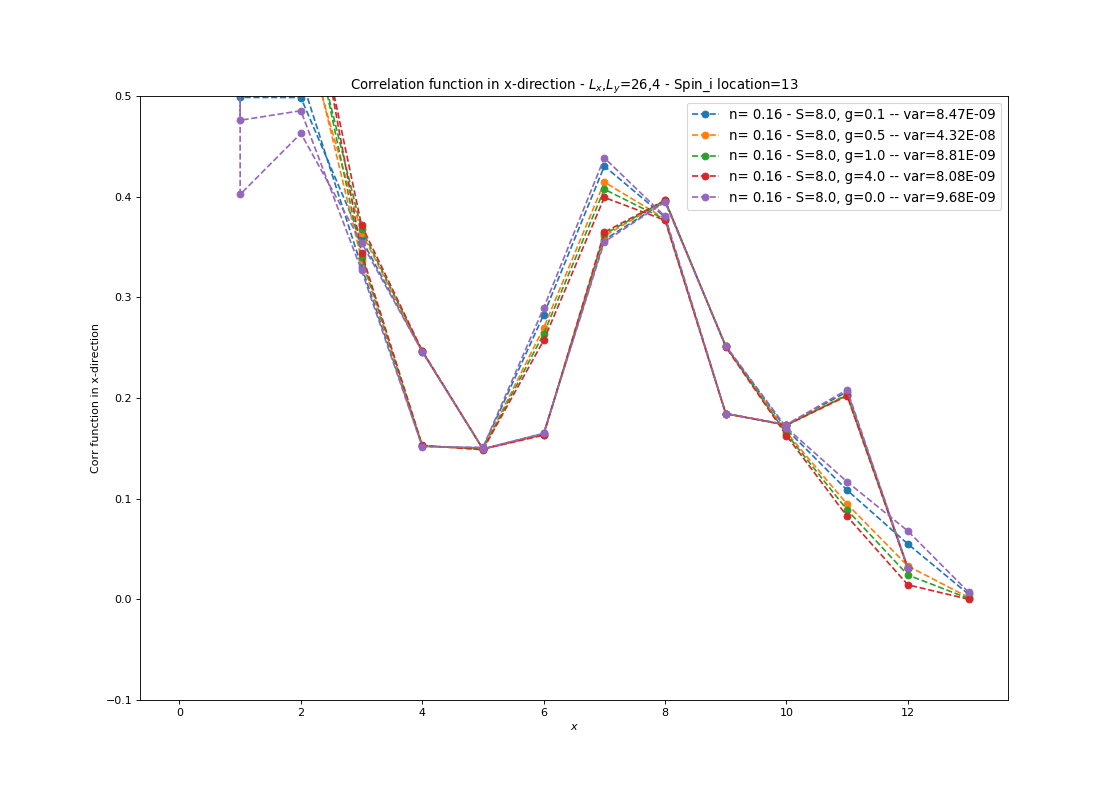 Correlation function in x-direction - Lₓ,Lᵧ=26,4 - Spin_i location=13
n= 0.16 - S=8.0, g=0.1 -- var=8.47E-09
n= 0.16 - S=8.0, g=0.5 -- var=4.32E-08
n= 0.16 - S=8.0, g=1.0 -- var=8.81E-09
n= 0.16 - S=8.0, g=4.0 -- var=8.08E-09
n= 0.16 - S=8.0, g=0.0 -- var=9.68E-09
Corr function in x-direction
0.5
0.4
0.3
0.2
0.1
0.0
−0.1
0 2 4 6 8 10 12
x